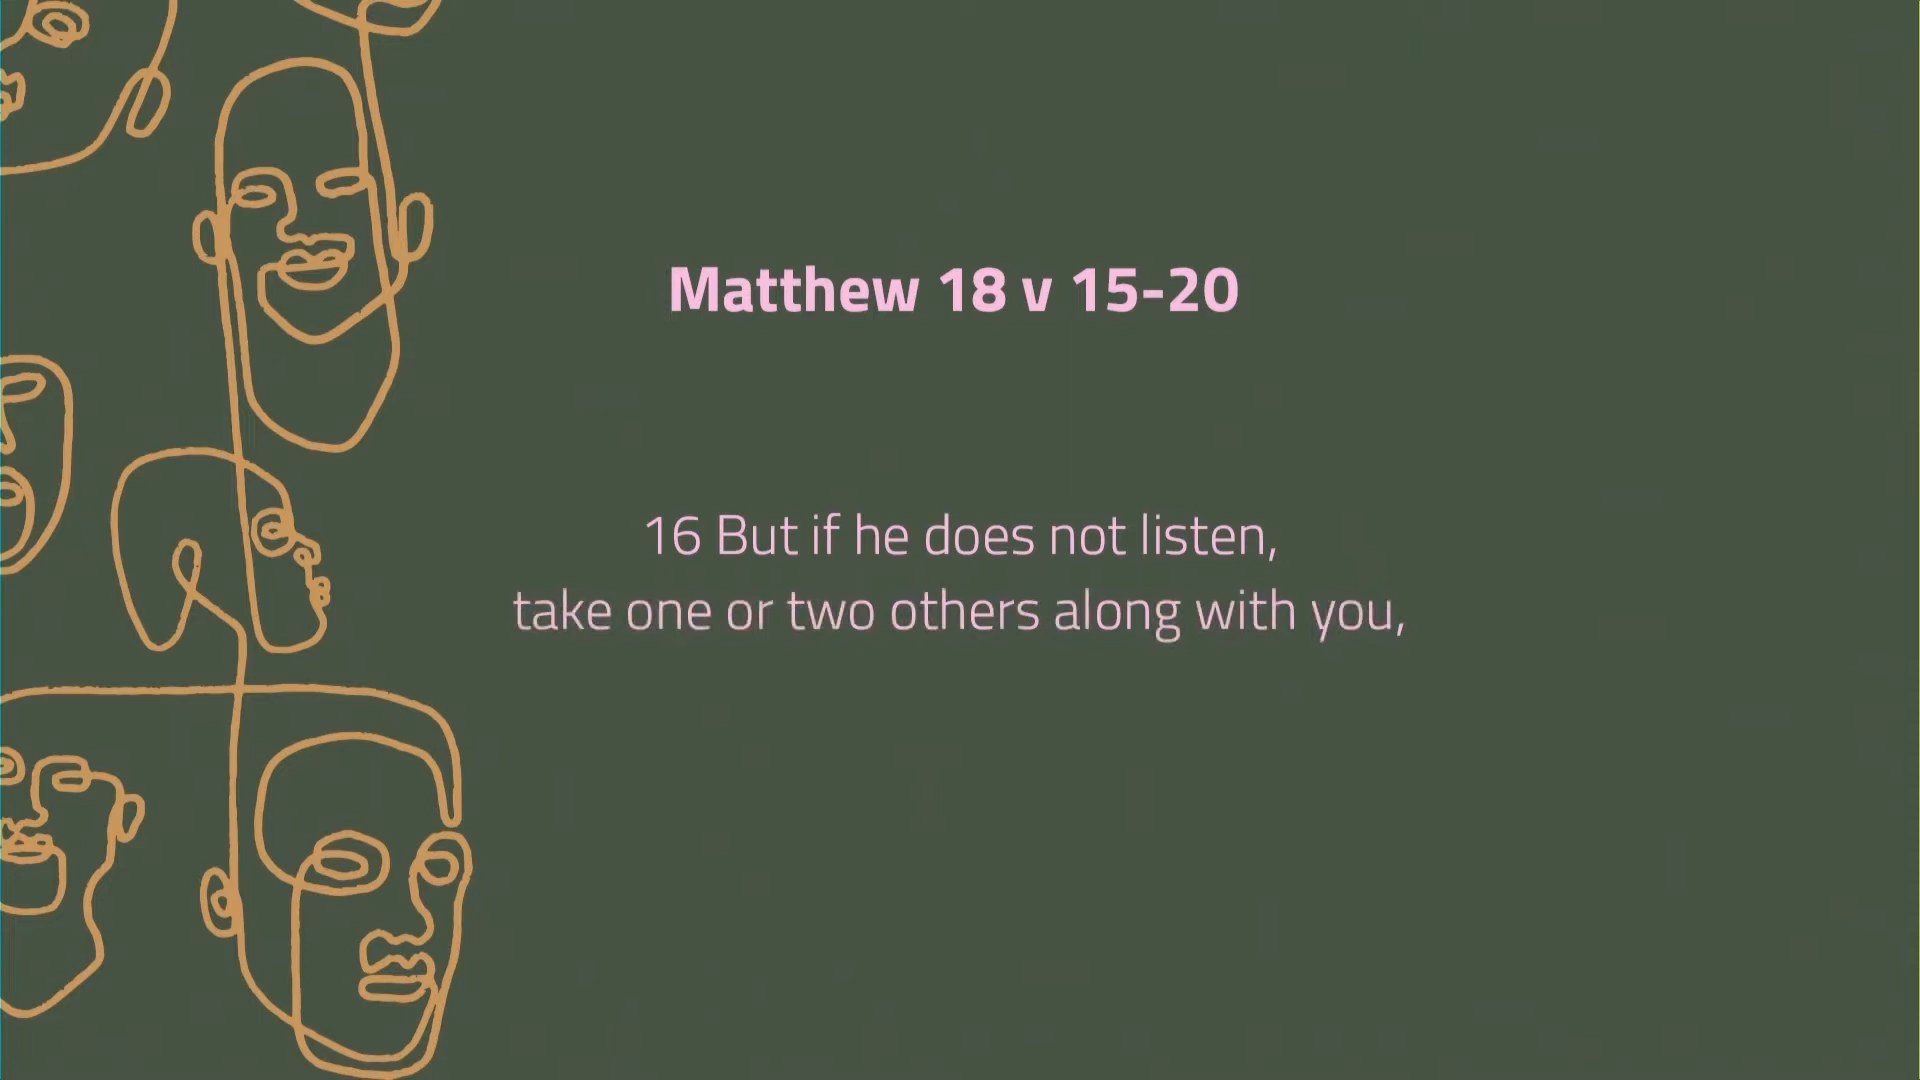 Matthew 18 v 15-20
16 But if he does not listen,
take one or two others along with you,